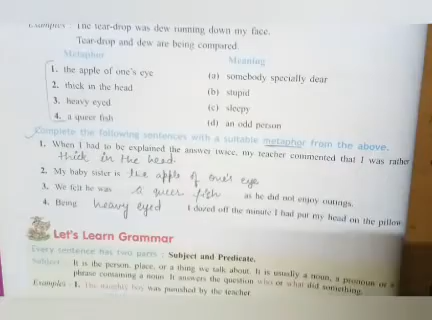 Examples : The tear-drop was dew running down my face.
Tear-drop and dew are being compared.
Metaphor Meaning
1. the apple of one's eye (a) somebody specially dear
2. thick in the head (b) stupid
3. heavy eyed (c) sleepy
4. a queer fish (d) an odd person
Complete the following sentences with a suitable metaphor from the above.
1. When I had to be explained the answer twice, my teacher commented that I was rather
thick in the head.
2. My baby sister is the apple of one's eye
3. We felt he was a queer fish as he did not enjoy outings.
4. Being heavy eyed I dozed off the minute I had put my head on the pillow
Let's Learn Grammar
Every sentence has two parts : Subject and Predicate.
Subject : It is the person, place, or a thing we talk about. It is usually a noun, a pronoun or a
phrase containing a noun. It answers the question who or what did something.
Examples - 1. The naughty boy was punished by the teacher.